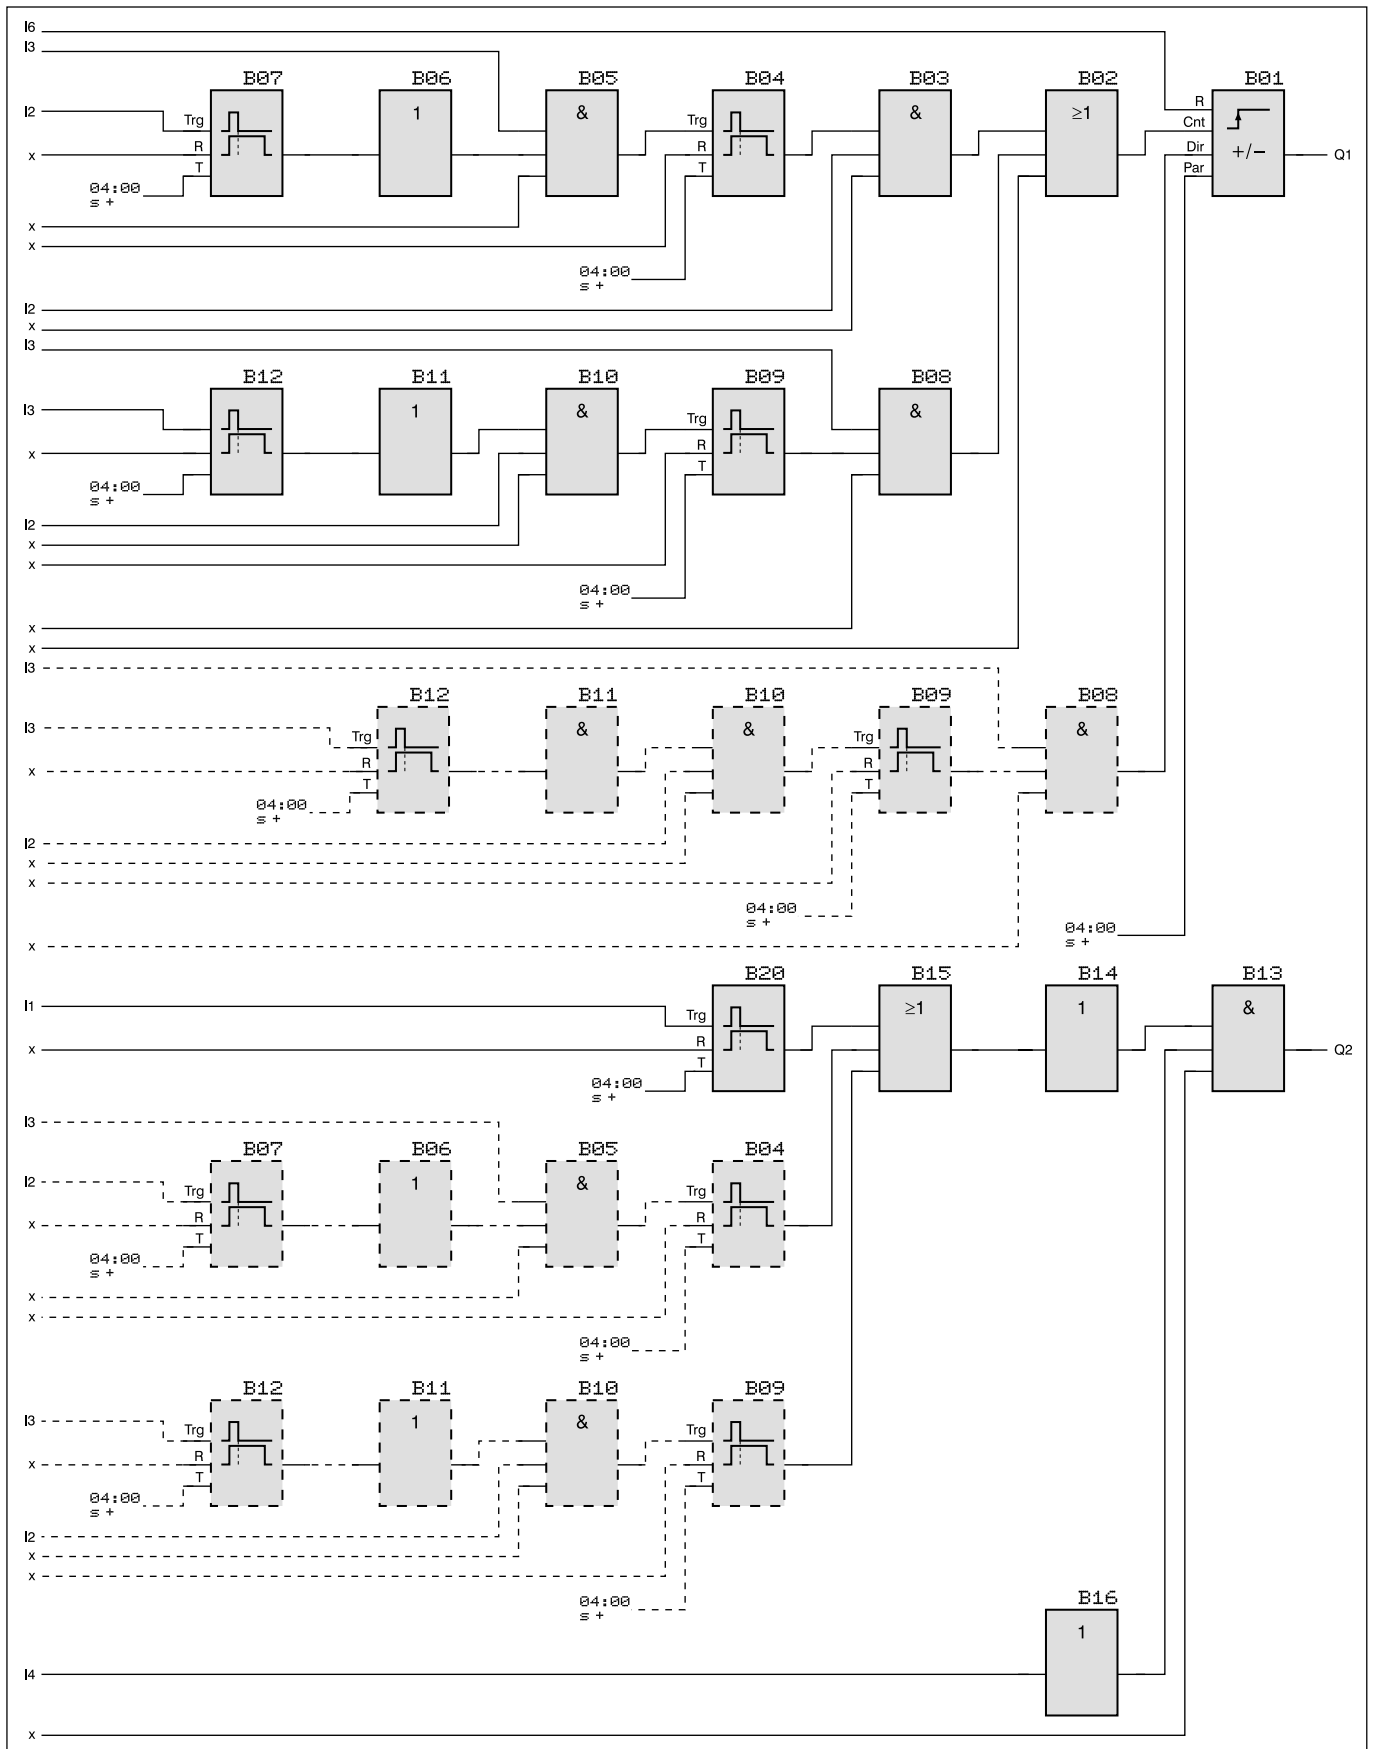 I6
I3
B07 B06 B05 B04 B03 B02 B01
I2 Trg 1 & Trg & ≥1 R
Cnt
x R R Dir +/− Q1
T T Par
04:00
s +
x
x
04:00
s +
I2
x
I3
B12 B11 B10 B09 B08
I3 1 & Trg &
x R
T
04:00
s +
I2
x
x
04:00
s +
x
x
I3
B12 B11 B10 B09 B08
I3 Trg & & Trg &
x R R
T T
04:00
s +
I2
x
x
04:00
s +
04:00
s +
x
B20 B15 B14 B13
I1 Trg ≥1 1 &
x R Q2
T
04:00
s +
I3
B07 B06 B05 B04
I2 Trg 1 & Trg
x R R
T T
04:00
s +
x
x
04:00
s +
B12 B11 B10 B09
I3 Trg 1 & Trg
x R R
T T
04:00
s +
I2
x
x
04:00
s +
B16
1
I4
x